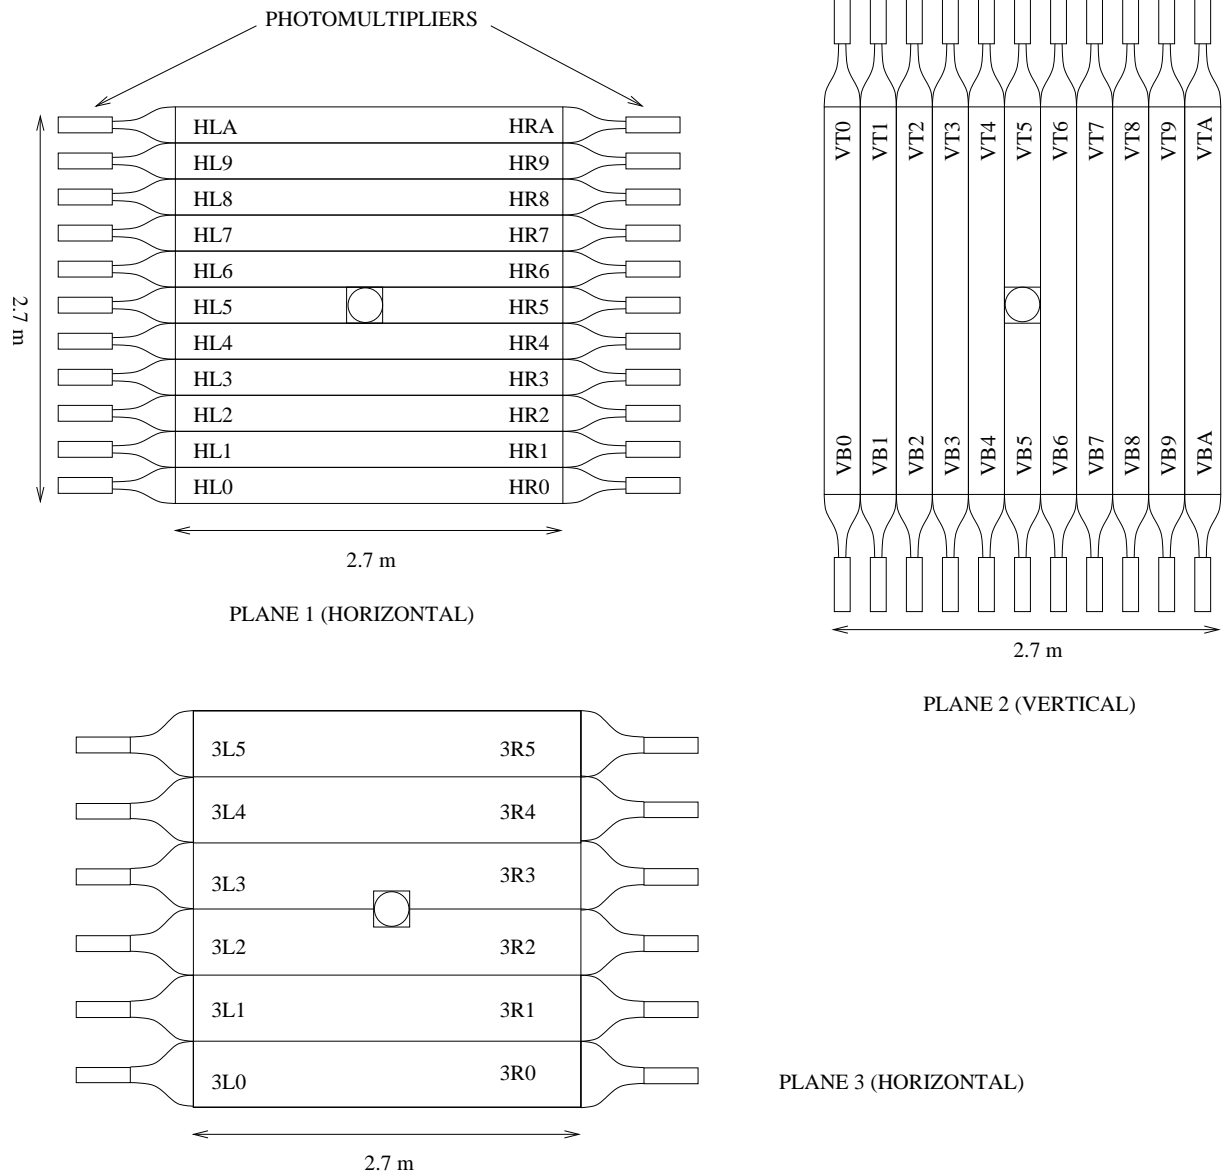 PHOTOMULTIPLIERS
HLA HRA
HL9 HR9
HL8 HR8
HL7 HR7
HL6 HR6
HL5 HR5
HL4 HR4
HL3 HR3
HL2 HR2
HL1 HR1
HL0 HR0
2.7 m
2.7 m
PLANE 1 (HORIZONTAL)
VT0 VT1 VT2 VT3 VT4 VT5 VT6 VT7 VT8 VT9 VTA
VB0 VB1 VB2 VB3 VB4 VB5 VB6 VB7 VB8 VB9 VBA
2.7 m
PLANE 2 (VERTICAL)
3L5 3R5
3L4 3R4
3L3 3R3
3L2 3R2
3L1 3R1
3L0 3R0
2.7 m
PLANE 3 (HORIZONTAL)